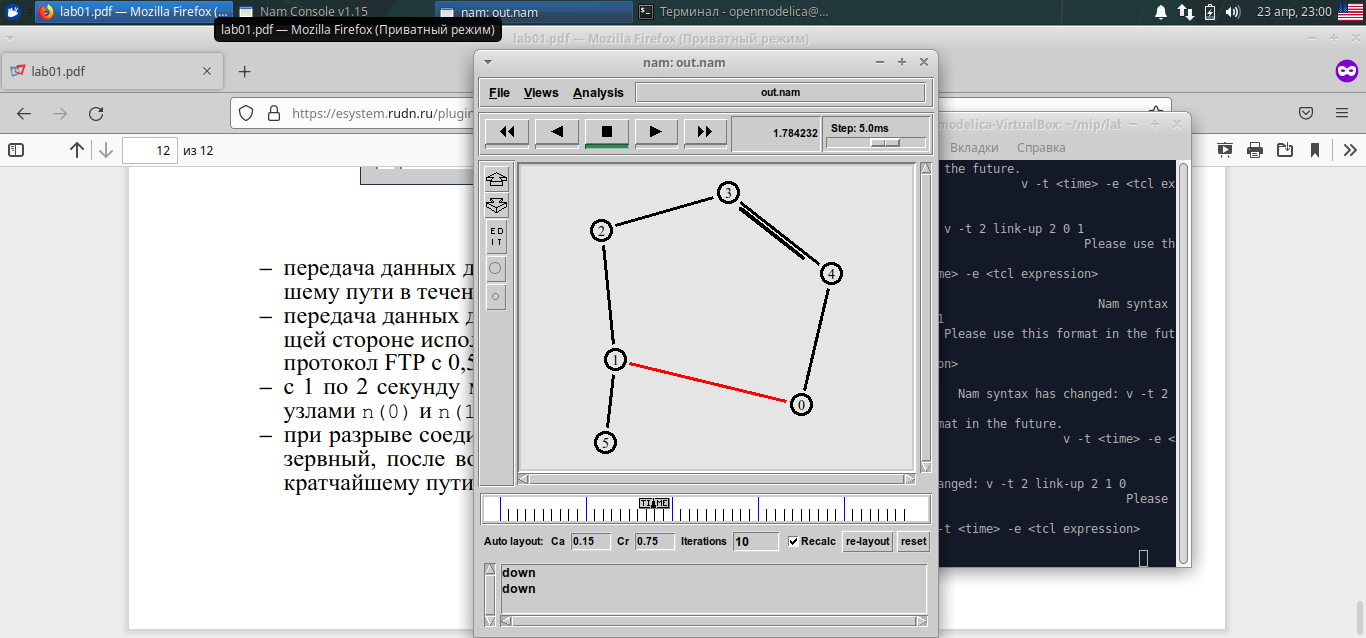 lab01.pdf — Mozilla Firefox (...
Nam Console v1.15
nam: out.nam
Терминал - openmodelica@...
23 апр, 23:00
lab01.pdf — Mozilla Firefox (Приватный режим)
lab01.pdf — Mozilla Firefox (Приватный режим)
lab01.pdf
https://esystem.rudn.ru/plugin
12 из 12
nam: out.nam
File Views Analysis out.nam
1.784232 Step: 5.0ms
ED
IT
3
2
4
1
0
5
TIME
Auto layout: Ca 0.15 Cr 0.75 Iterations 10 Recalc re-layout reset
down
down
– передача данных д
шему пути в течен
– передача данных д
щей стороне испол
протокол FTP с 0,5
– с 1 по 2 секунду м
узлами n(0) и n(1
– при разрыве соеди
зервный, после во
кратчайшему пути
modelica-VirtualBox: ~/mip/lab
Вкладки Справка
the future.
v -t <time> -e <tcl ex
v -t 2 link-up 2 0 1
Please use th
me> -e <tcl expression>
Nam syntax
1
Please use this format in the fut
on>
Nam syntax has changed: v -t 2
mat in the future.
v -t <time> -e <
anged: v -t 2 link-up 2 1 0
Please
-t <time> -e <tcl expression>